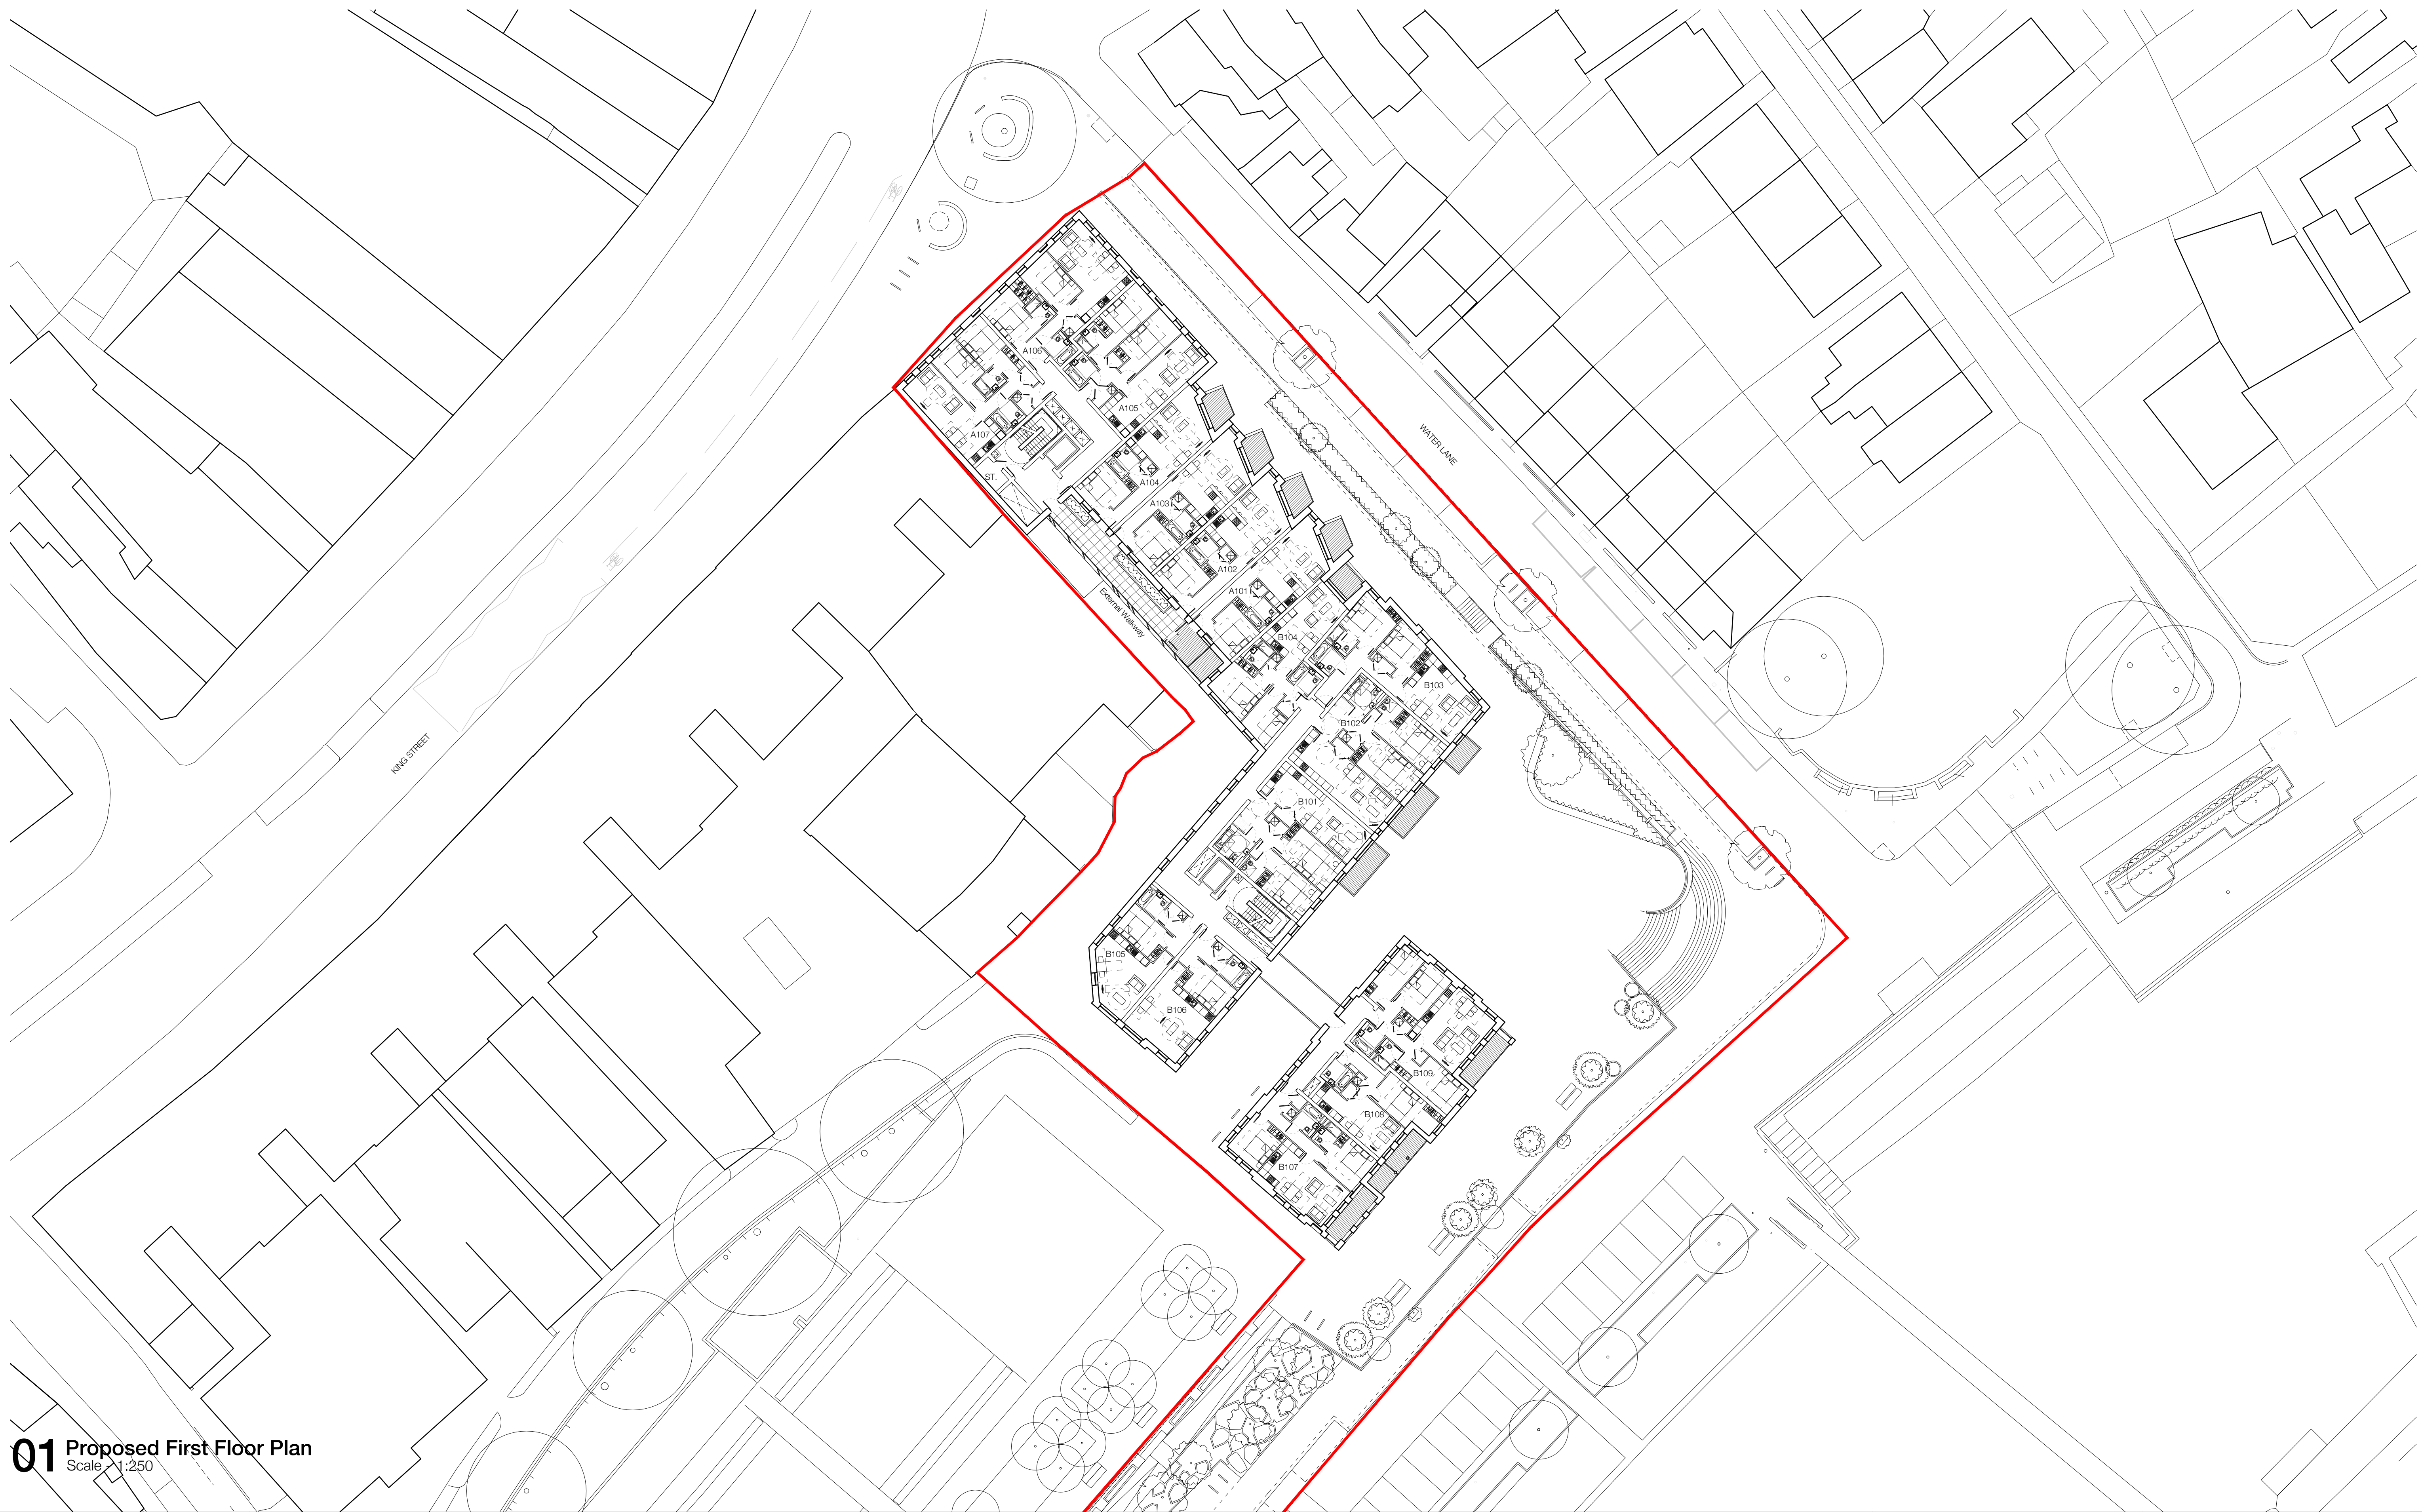 A106
A105
A107
WATER LANE
ST.
A104
A103
A102
A101
External Walkway
B104
B103
B102
KING STREET
B101
B105
B106
B109
B108
B107
01 Proposed First Floor Plan
Scale - 1:250